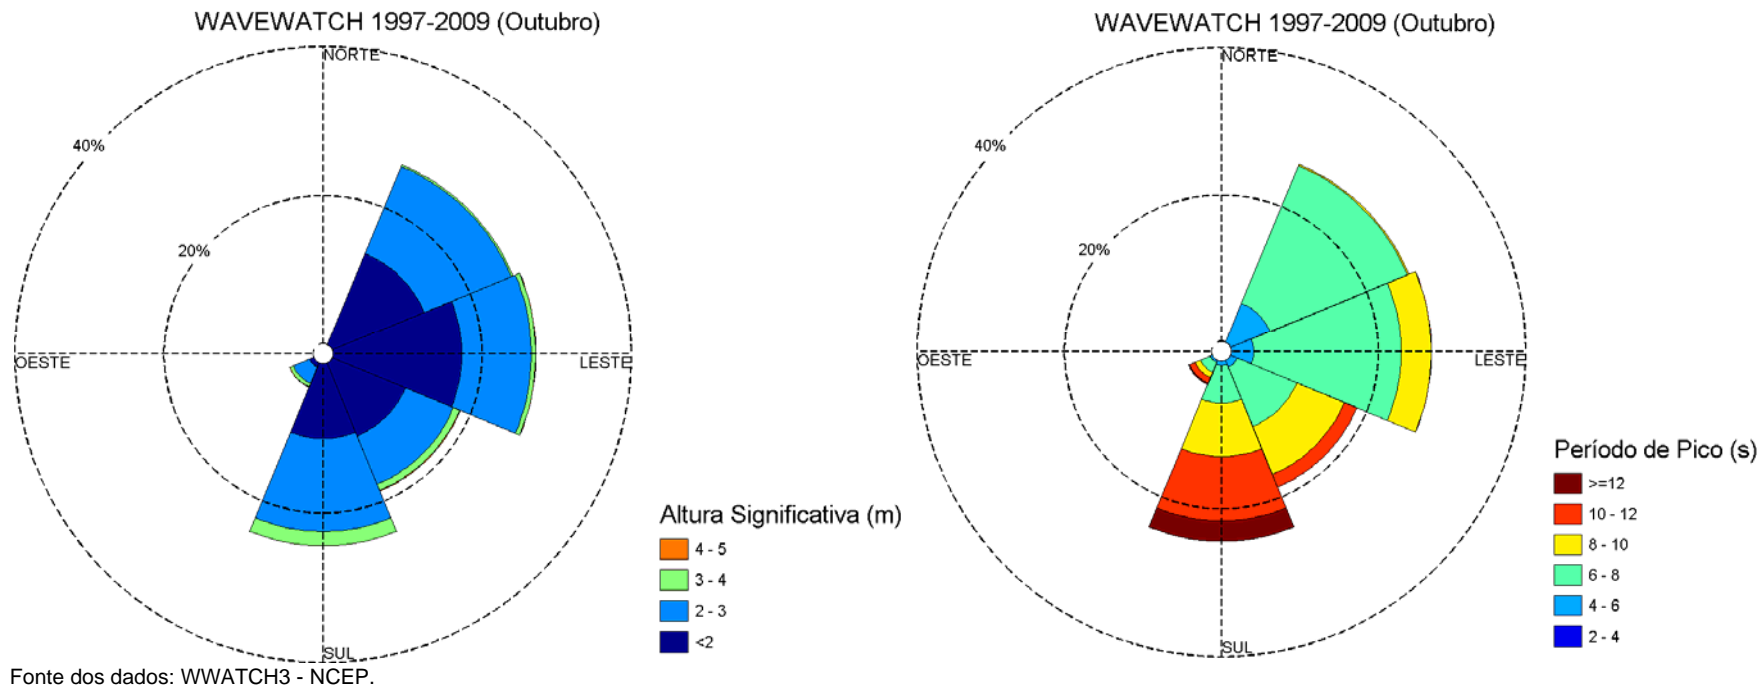 WAVEWATCH 1997-2009 (Outubro)
NORTE
40%
20%
OESTE
LESTE
SUL
Altura Significativa (m)
4 - 5
3 - 4
2 - 3
<2
WAVEWATCH 1997-2009 (Outubro)
NORTE
40%
20%
OESTE
LESTE
SUL
Período de Pico (s)
>=12
10 - 12
8 - 10
6 - 8
4 - 6
2 - 4
Fonte dos dados: WWATCH3 - NCEP.